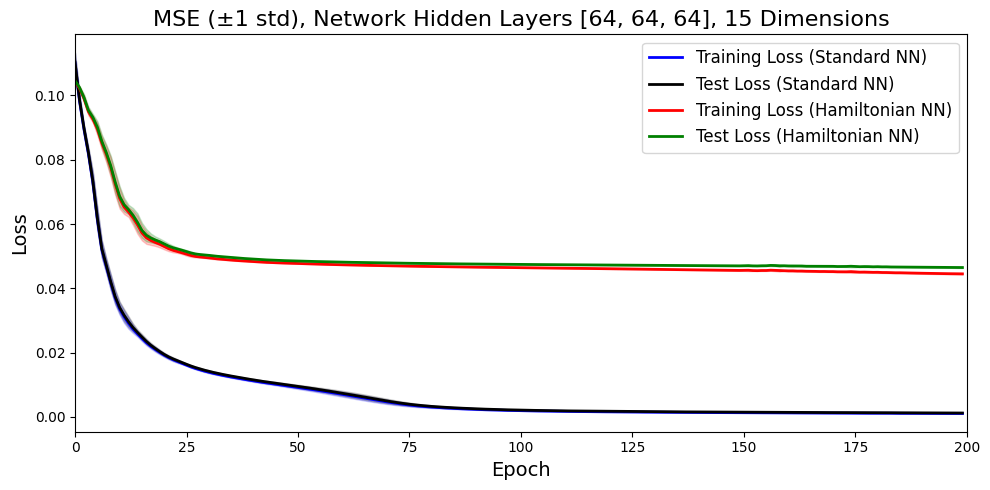 MSE (±1 std), Network Hidden Layers [64, 64, 64], 15 Dimensions
Training Loss (Standard NN)
Test Loss (Standard NN)
Training Loss (Hamiltonian NN)
Test Loss (Hamiltonian NN)
Loss
0.10
0.08
0.06
0.04
0.02
0.00
0 25 50 75 100 125 150 175 200
Epoch